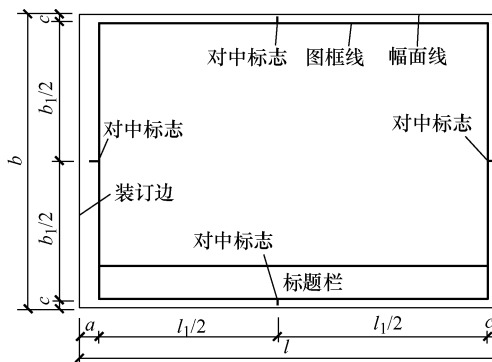 c
对中标志 图框线 幅面线
b₁/2
对中标志
对中标志
b
装订边
b₁/2
对中标志
标题栏
c
a
l₁/2
l₁/2
c
l